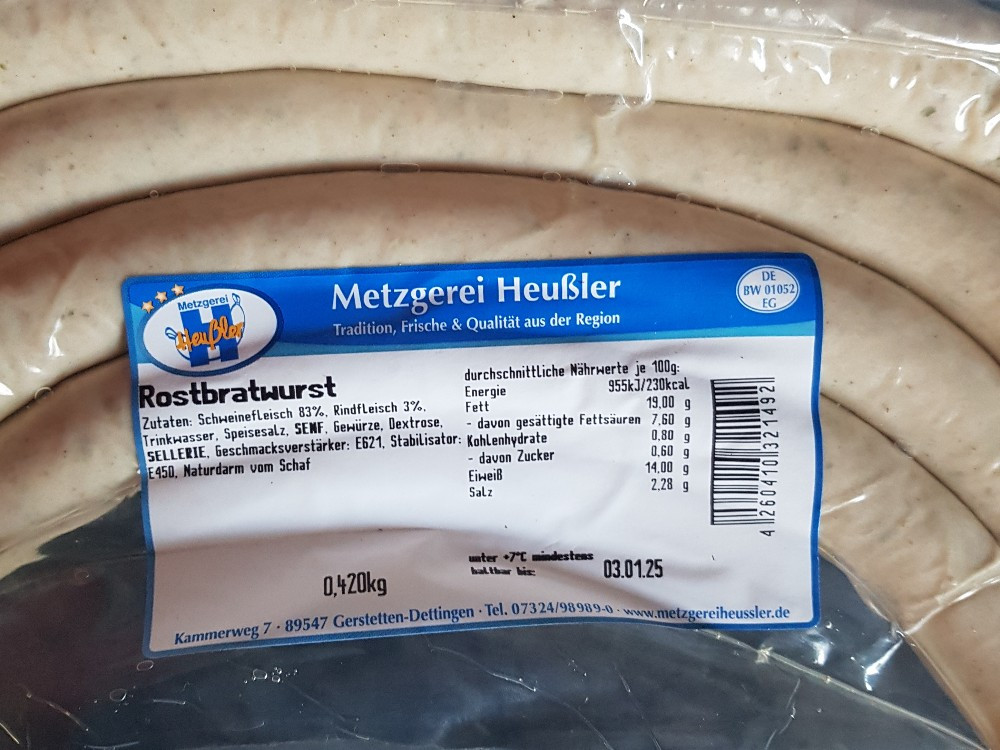 Metzgerei
Heußler
Metzgerei Heußler
Tradition, Frische & Qualität aus der Region
DE
BW 01052
EG
Rostbratwurst
Zutaten: Schweinefleisch 83%, Rindfleisch 3%,
Trinkwasser, Speisesalz, SENF, Gewürze, Dextrose,
SELLERIE, Geschmacksverstärker: E621, Stabilisator:
E450, Naturdarm vom Schaf
durchschnittliche Nährwerte je 100g:
Energie 955kJ/230kcal
Fett 19,00 g
- davon gesättigte Fettsäuren 7,60 g
Kohlenhydrate 0,80 g
- davon Zucker 0,60 g
Eiweiß 14,00 g
Salz 2,28 g
4 260410 321492
0,420kg
unter +7°C mindestens
haltbar bis: 03.01.25
Kammerweg 7 · 89547 Gerstetten-Dettingen · Tel. 07324/98989-0 · www.metzgereiheussler.de